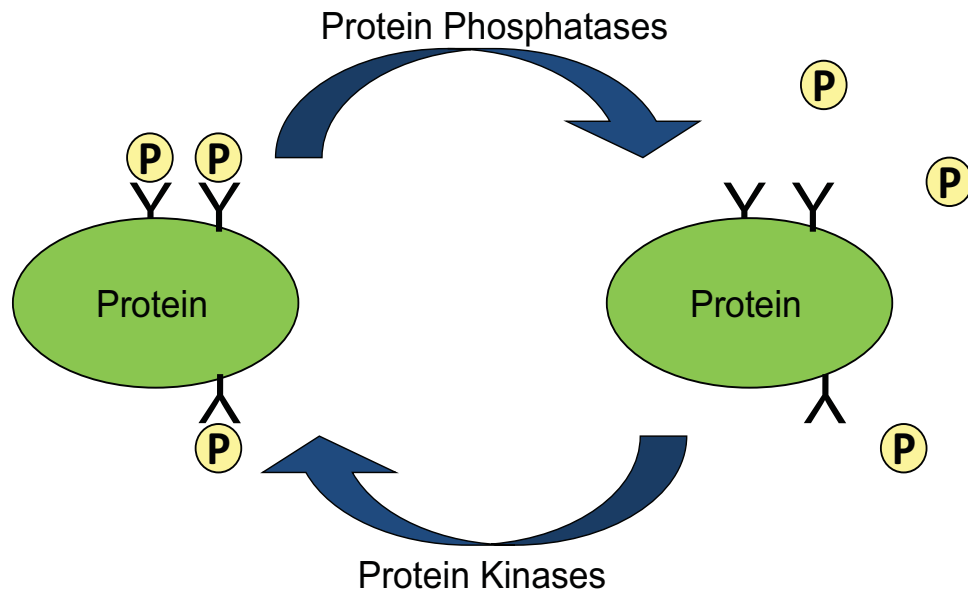 Protein Phosphatases
P
P P
P
Protein
Protein
P
P
Protein Kinases